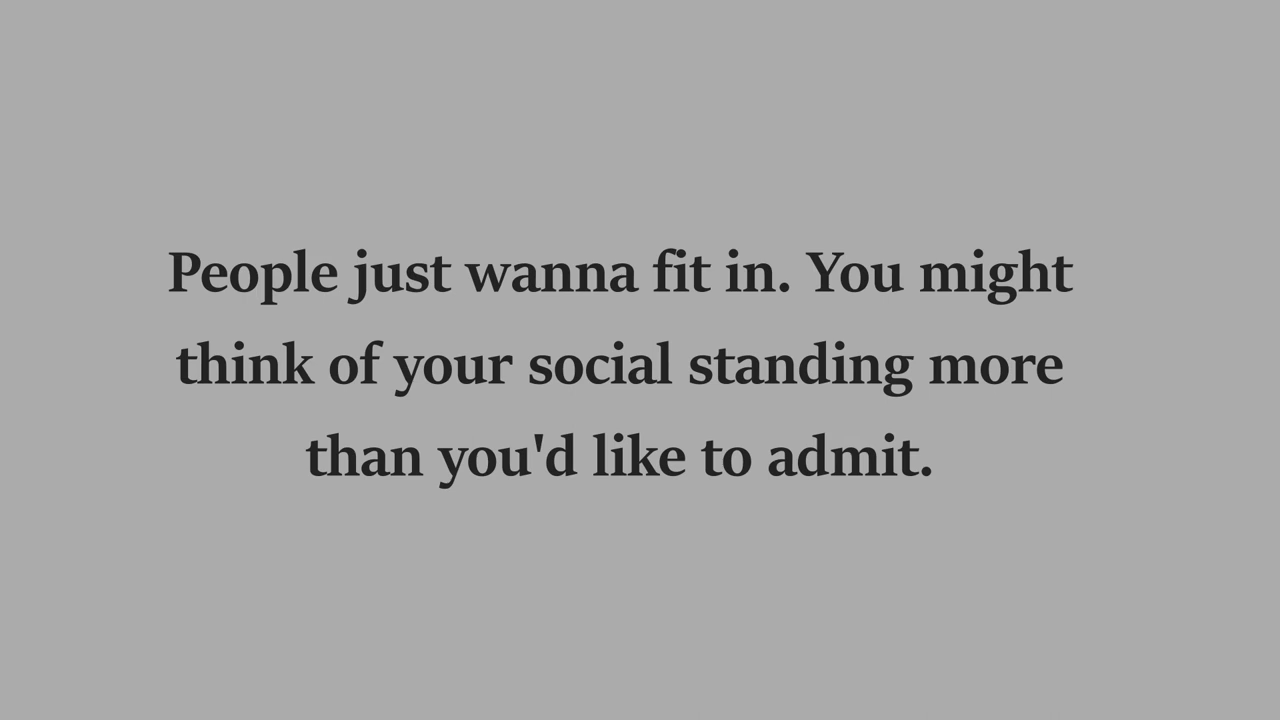 People just wanna fit in. You might
think of your social standing more
than you'd like to admit.